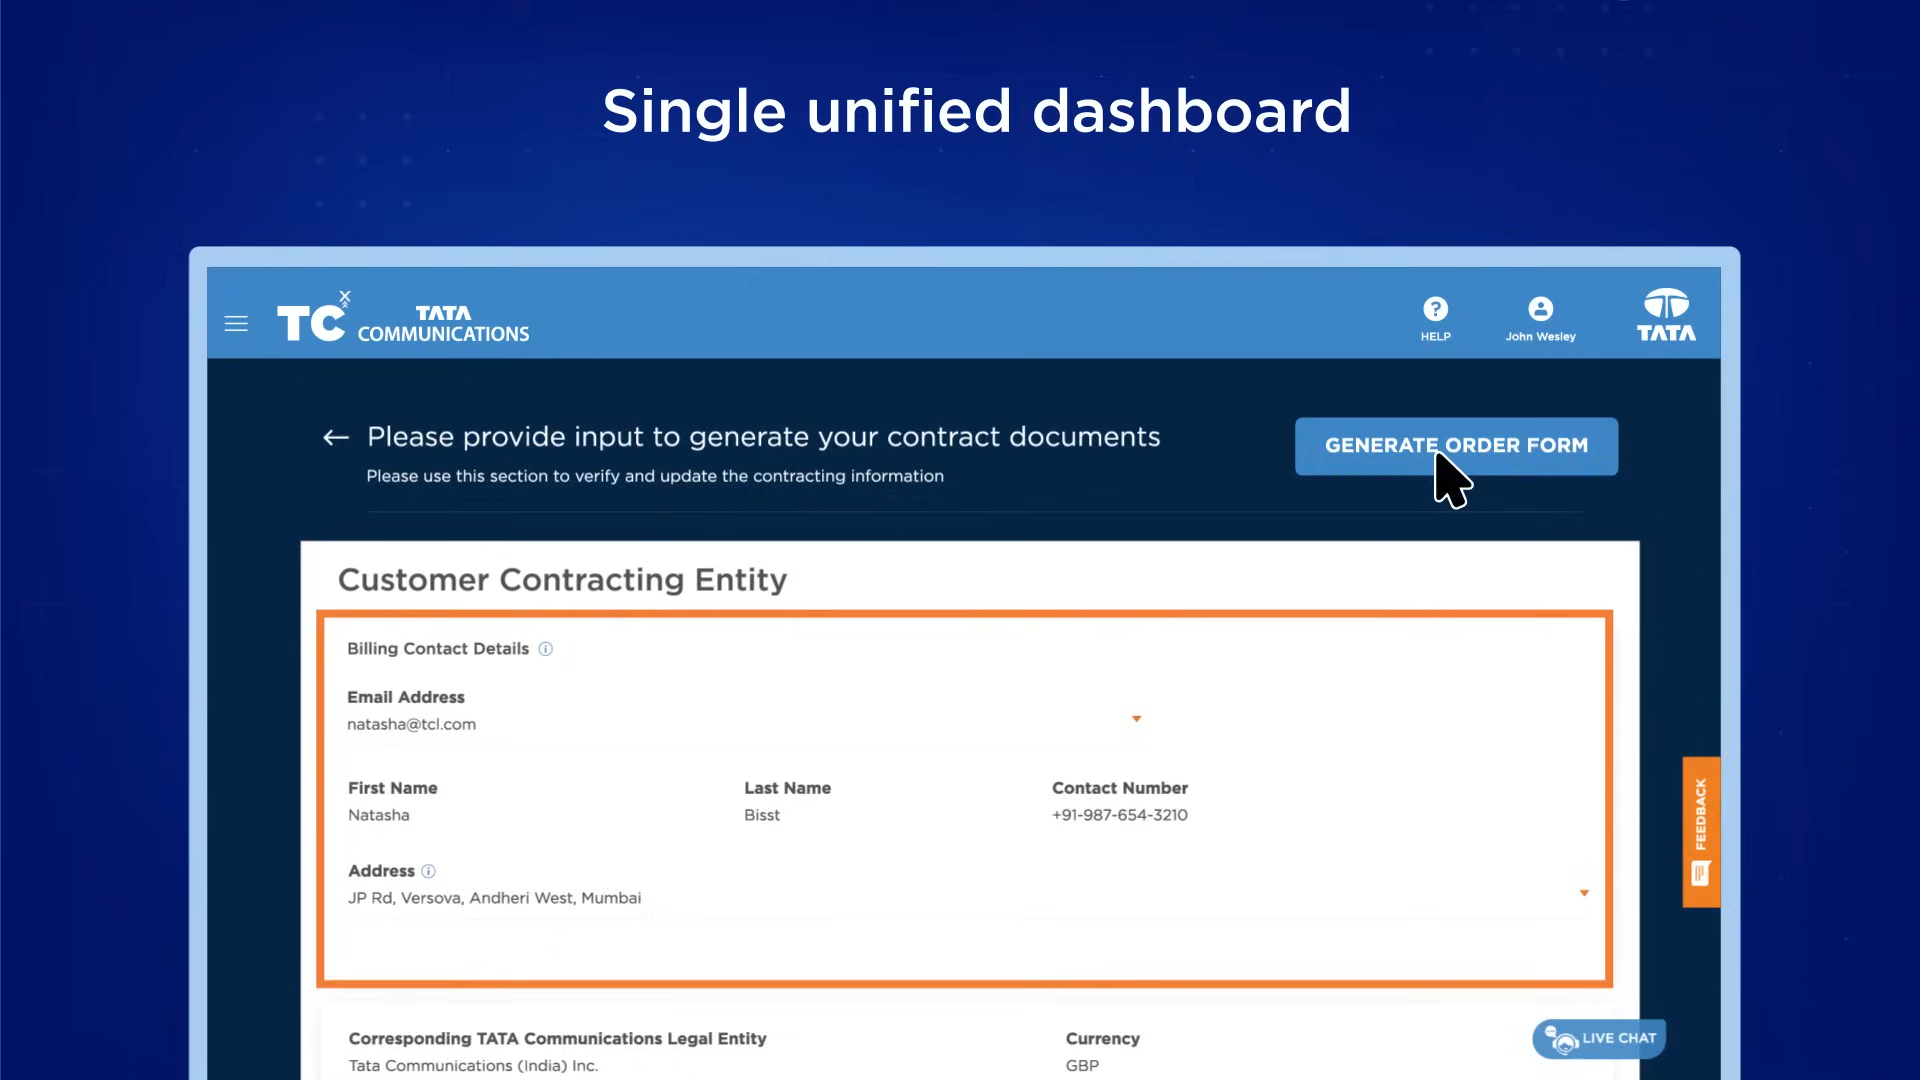 Single unified dashboard
TCx
TATA
COMMUNICATIONS
?
HELP
John Wesley
TATA
Please provide input to generate your contract documents
GENERATE ORDER FORM
Please use this section to verify and update the contracting information
Customer Contracting Entity
Billing Contact Details
Email Address
natasha@tcl.com
First Name Last Name Contact Number
Natasha Bisst +91-987-654-3210
Address
JP Rd, Versova, Andheri West, Mumbai
FEEDBACK
Corresponding TATA Communications Legal Entity Currency
Tata Communications (India) Inc. GBP
LIVE CHAT